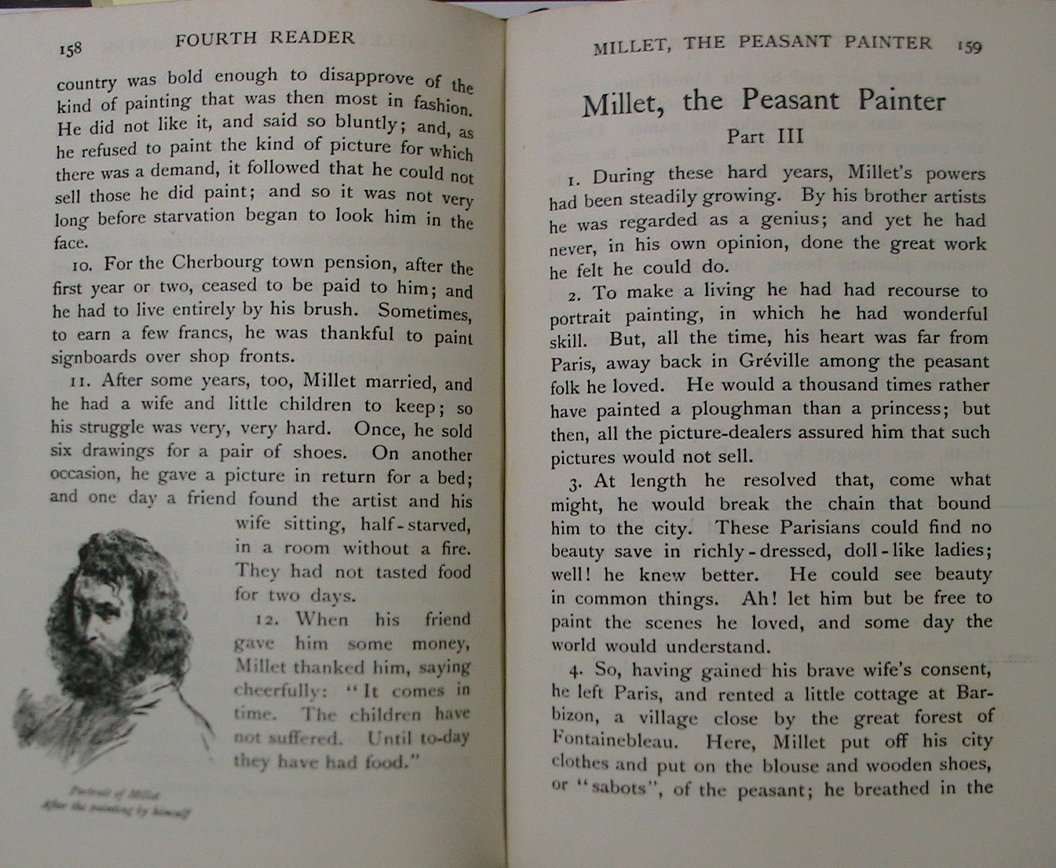 158 FOURTH READER
country was bold enough to disapprove of the
kind of painting that was then most in fashion.
He did not like it, and said so bluntly; and, as
he refused to paint the kind of picture for which
there was a demand, it followed that he could not
sell those he did paint; and so it was not very
long before starvation began to look him in the
face.
10. For the Cherbourg town pension, after the
first year or two, ceased to be paid to him; and
he had to live entirely by his brush. Sometimes,
to earn a few francs, he was thankful to paint
signboards over shop fronts.
11. After some years, too, Millet married, and
he had a wife and little children to keep; so
his struggle was very, very hard. Once, he sold
six drawings for a pair of shoes. On another
occasion, he gave a picture in return for a bed;
and one day a friend found the artist and his
wife sitting, half-starved,
in a room without a fire.
They had not tasted food
for two days.
12. When his friend
gave him some money,
Millet thanked him, saying
cheerfully: "It comes in
time. The children have
not suffered. Until to-day
they have had food."
Portrait of Millet
After the painting by himself
MILLET, THE PEASANT PAINTER 159
Millet, the Peasant Painter
Part III
1. During these hard years, Millet's powers
had been steadily growing. By his brother artists
he was regarded as a genius; and yet he had
never, in his own opinion, done the great work
he felt he could do.
2. To make a living he had had recourse to
portrait painting, in which he had wonderful
skill. But, all the time, his heart was far from
Paris, away back in Gréville among the peasant
folk he loved. He would a thousand times rather
have painted a ploughman than a princess; but
then, all the picture-dealers assured him that such
pictures would not sell.
3. At length he resolved that, come what
might, he would break the chain that bound
him to the city. These Parisians could find no
beauty save in richly-dressed, doll-like ladies;
well! he knew better. He could see beauty
in common things. Ah! let him but be free to
paint the scenes he loved, and some day the
world would understand.
4. So, having gained his brave wife's consent,
he left Paris, and rented a little cottage at Bar-
bizon, a village close by the great forest of
Fontainebleau. Here, Millet put off his city
clothes and put on the blouse and wooden shoes,
or "sabots", of the peasant; he breathed in the